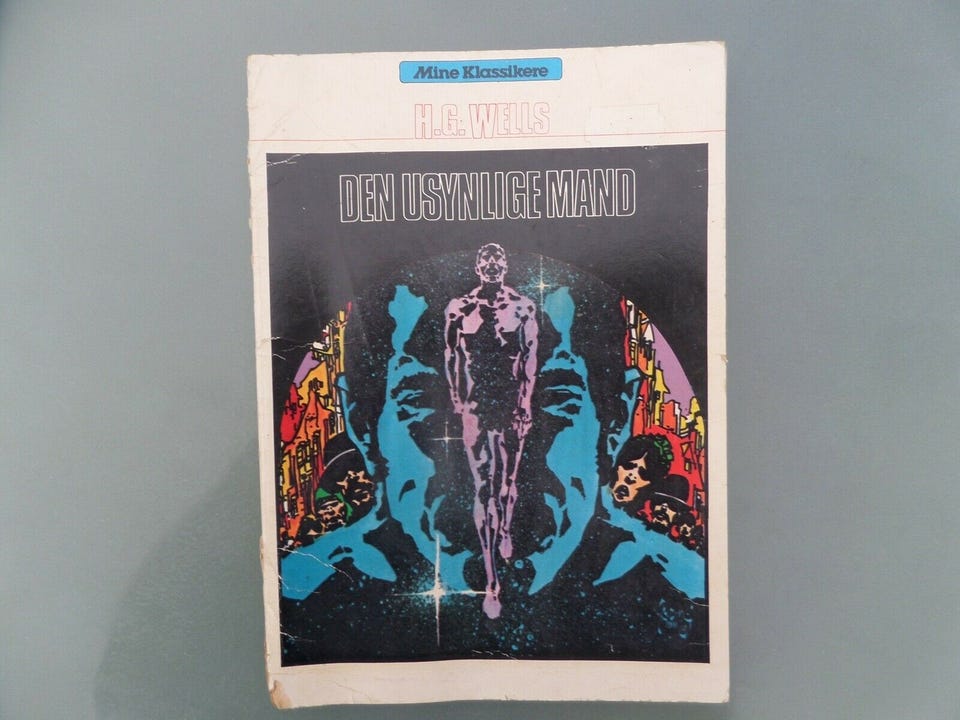 Mine Klassikere
H.G. WELLS
DEN USYNLIGE MAND